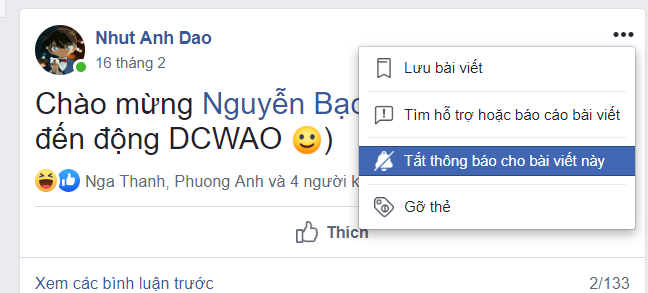 Nhut Anh Dao
16 tháng 2
Chào mừng Nguyễn Bạ
đến động DCWAO 🙂)
Nga Thanh, Phuong Anh và 4 người k
Thích
Xem các bình luận trước
2/133
Lưu bài viết
Tìm hỗ trợ hoặc báo cáo bài viết
Tắt thông báo cho bài viết này
Gỡ thẻ